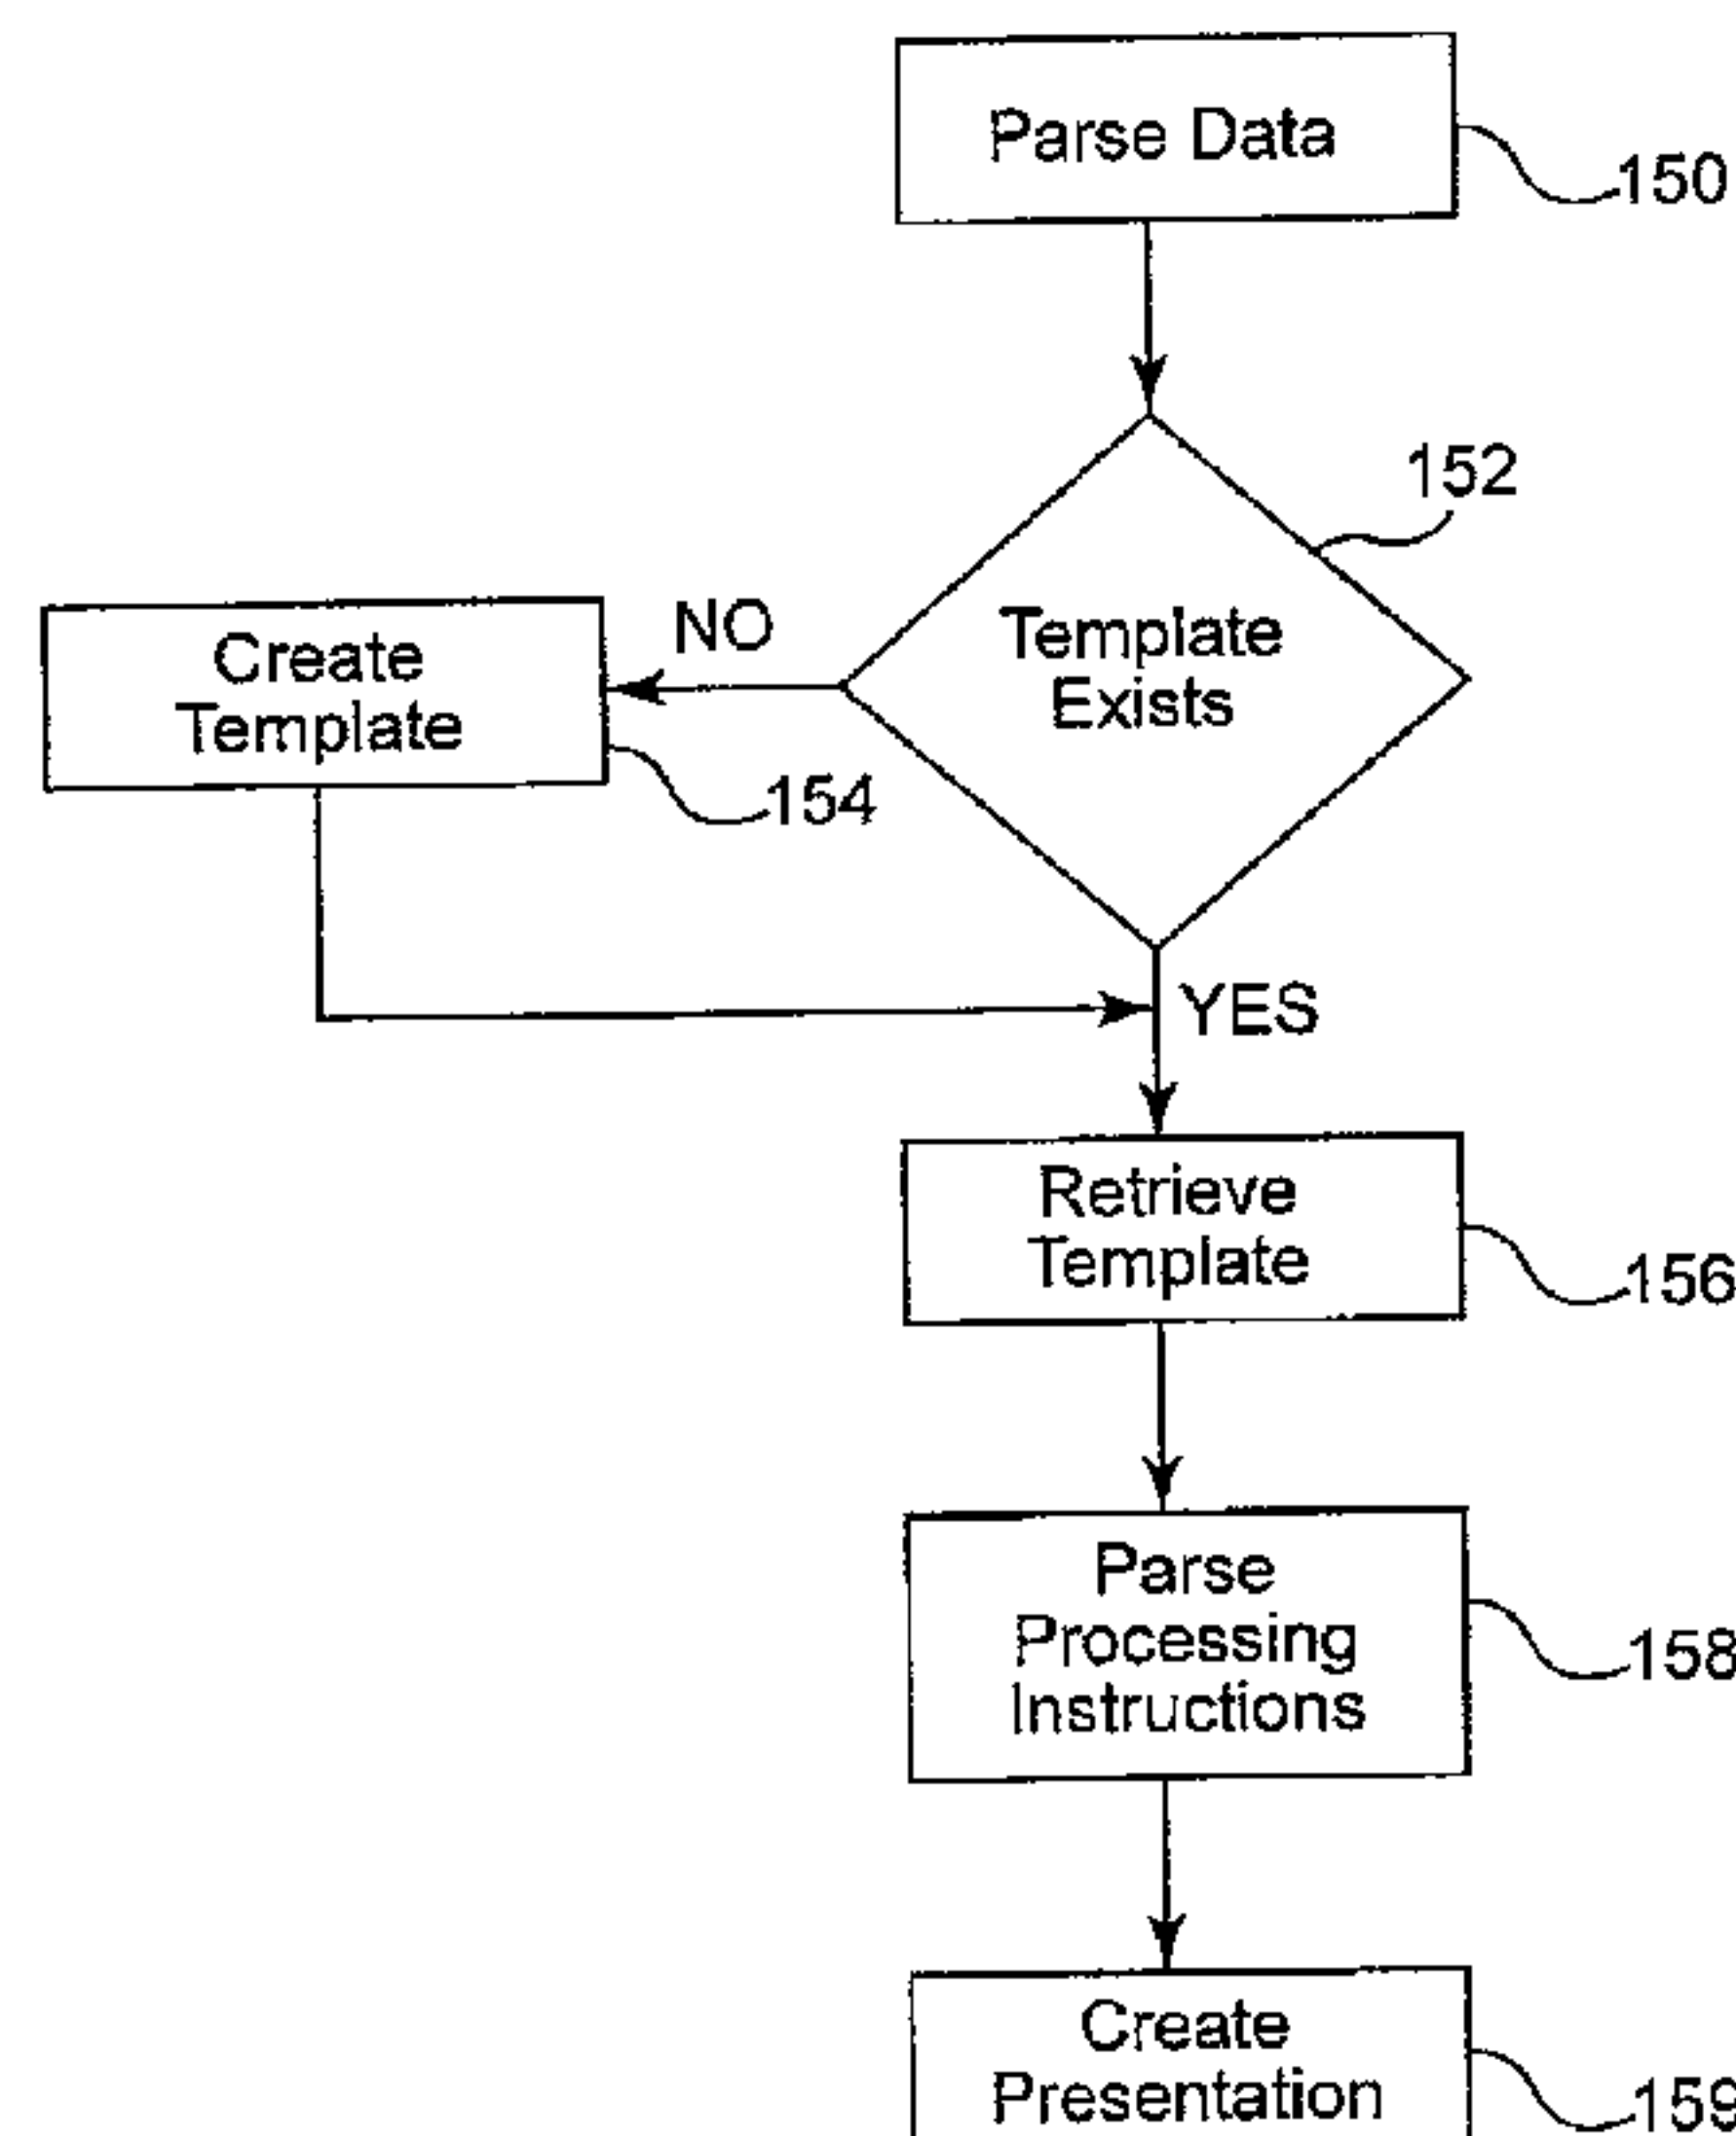 Parse Data
150
152
Template
Exists
NO
Create
Template
154
YES
Retrieve
Template
156
Parse
Processing
Instructions
158
Create
Presentation
159